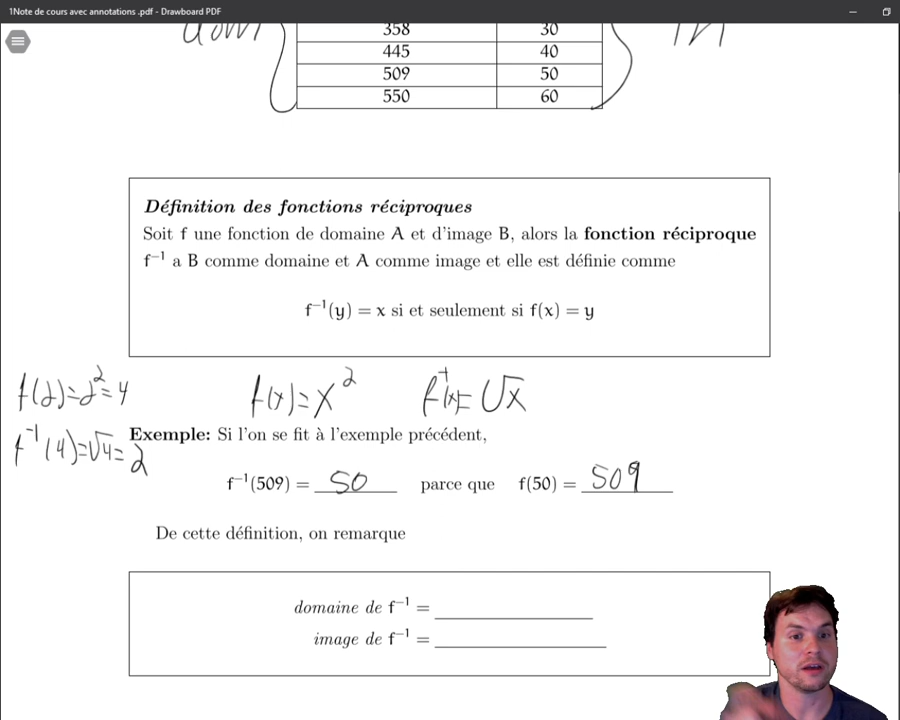 1Note de cours avec annotations .pdf - Drawboard PDF
dom
Im
358 30
445 40
509 50
550 60
Définition des fonctions réciproques
Soit f une fonction de domaine A et d'image B, alors la fonction réciproque
f⁻¹ a B comme domaine et A comme image et elle est définie comme
f⁻¹(y) = x si et seulement si f(x) = y
f(2)=2²=4
f(x)=x² f⁻¹(x)=√x
f⁻¹(4)=√4=2
Exemple: Si l'on se fit à l'exemple précédent,
f⁻¹(509) = 50 parce que f(50) = 509
De cette définition, on remarque
domaine de f⁻¹ =
image de f⁻¹ =